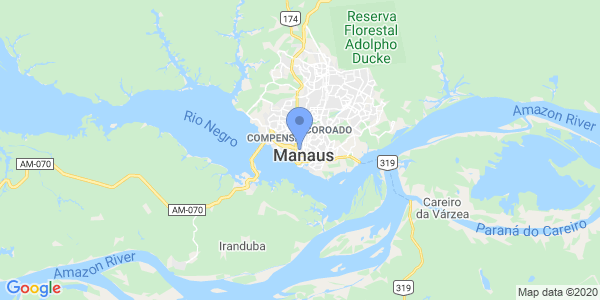 174
Reserva
Florestal
Adolpho
Ducke
Amazon River
Rio Negro
COMPENS
COROADO
Manaus
AM-070
319
AM-070
Careiro
da Várzea
Paraná do Careiro
Iranduba
Amazon River
319
Google
Map data ©2020